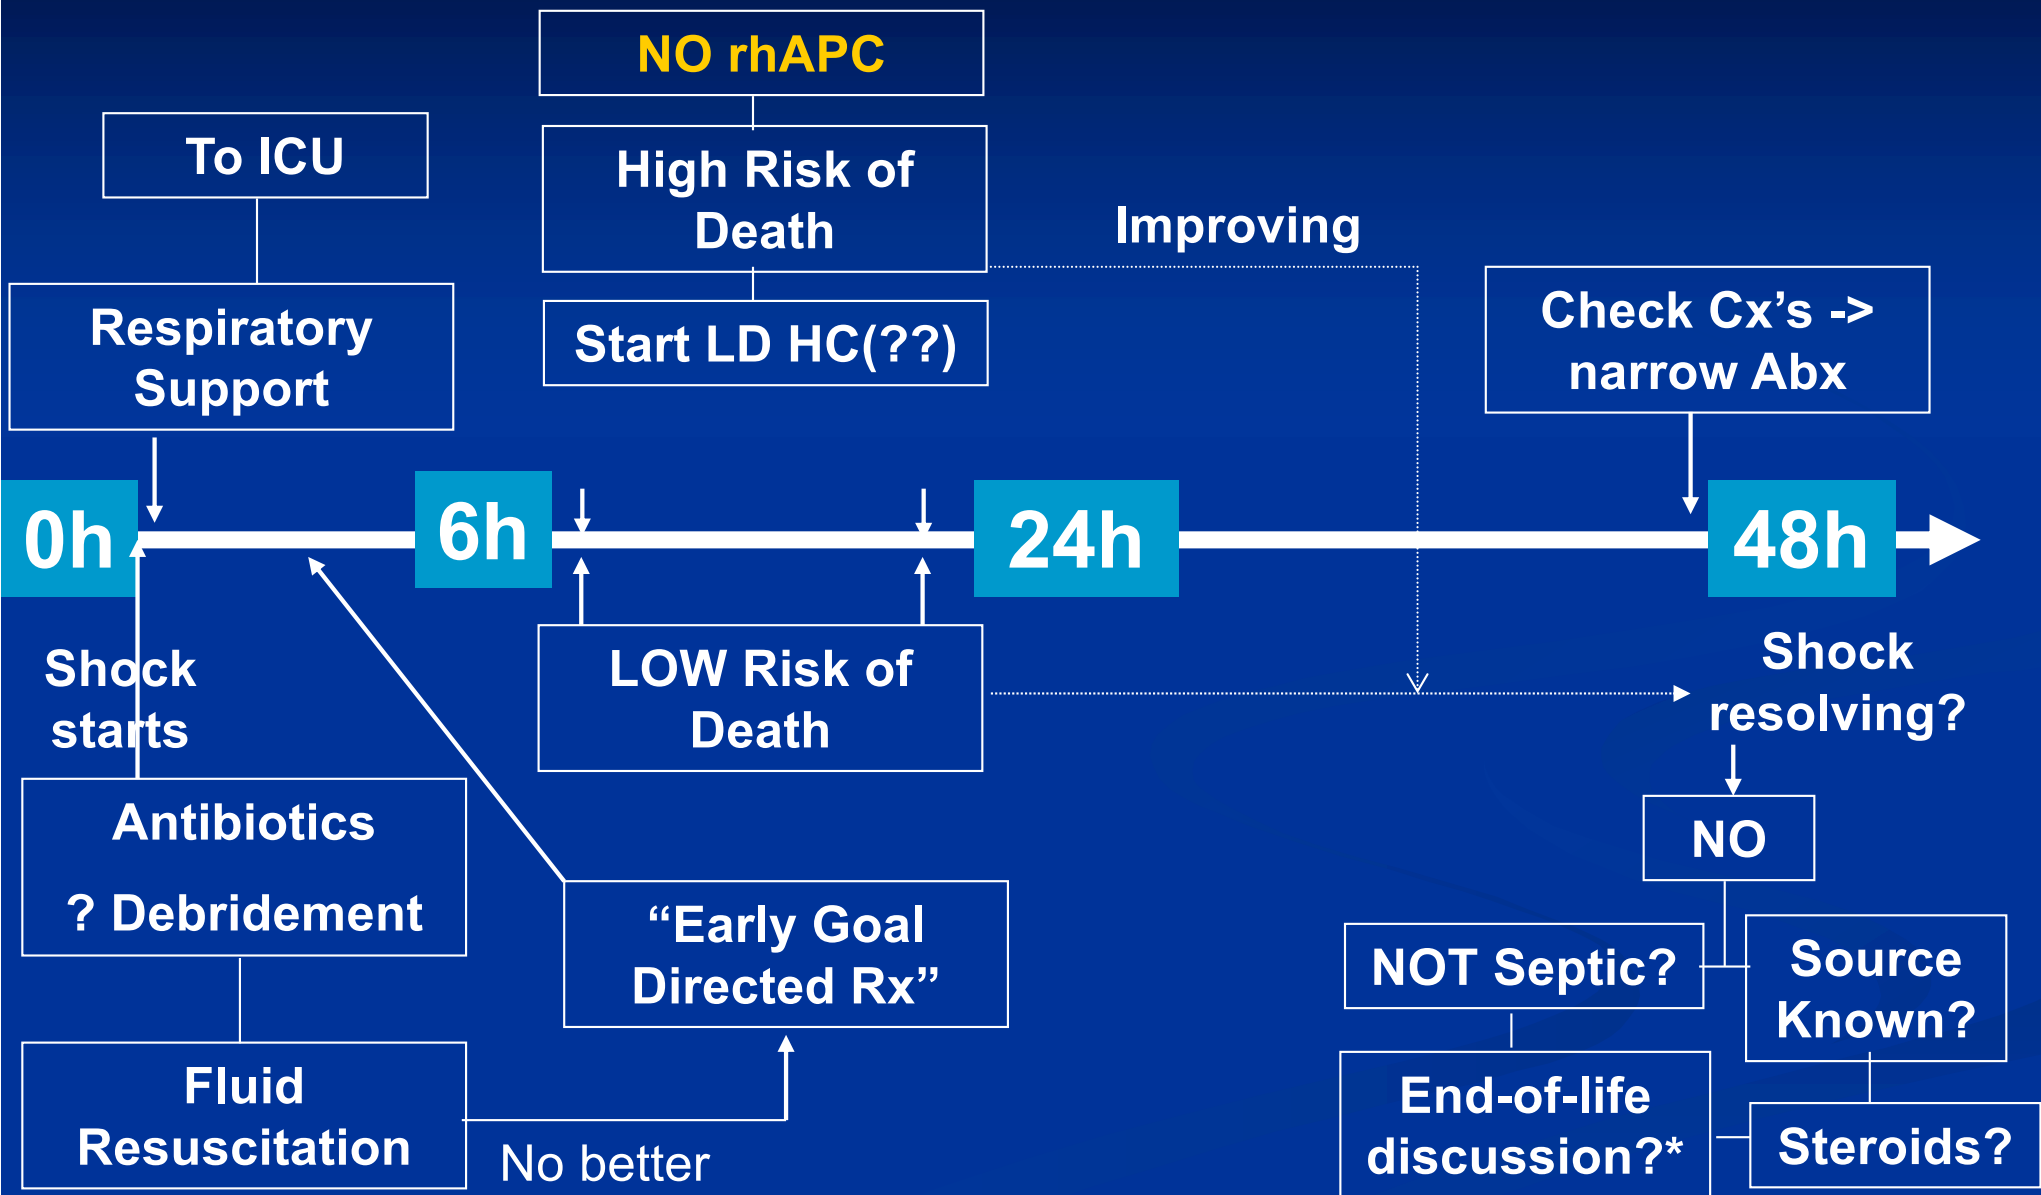 NO rhAPC
To ICU
High Risk of
Death
Improving
Respiratory
Support
Start LD HC(??)
Check Cx’s ->
narrow Abx
0h
6h
24h
48h
Shock
starts
LOW Risk of
Death
Shock
resolving?
Antibiotics
? Debridement
NO
“Early Goal
Directed Rx”
NOT Septic?
Source
Known?
Fluid
Resuscitation
No better
End-of-life
discussion?*
Steroids?